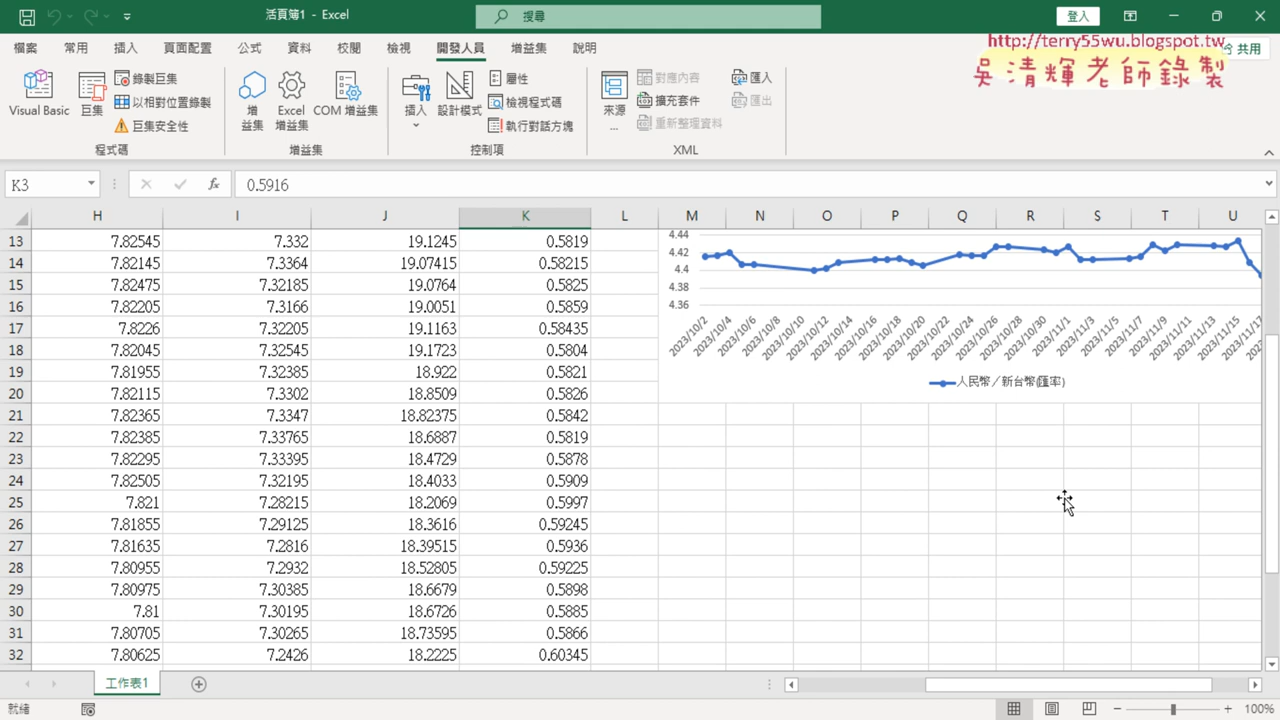 活頁簿1 - Excel
搜尋
登入
檔案 常用 插入 頁面配置 公式 資料 校閱 檢視 開發人員 增益集 說明
共用
http://terry55wu.blogspot.tw
吳清輝老師錄製
Visual Basic
巨集
錄製巨集
以相對位置錄製
巨集安全性
程式碼
增益集
Excel 增益集
COM 增益集
增益集
插入
設計模式
屬性
檢視程式碼
執行對話方塊
控制項
來源...
對應內容
擴充套件
重新整理資料
匯入
匯出
XML
K3
fx
0.5916
H I J K L M N O P Q R S T U
13 7.82545 7.332 19.1245 0.5819
14 7.82145 7.3364 19.07415 0.58215
15 7.82475 7.32185 19.0764 0.5825
16 7.82205 7.3166 19.0051 0.5859
17 7.8226 7.32205 19.1163 0.58435
18 7.82045 7.32545 19.1723 0.5804
19 7.81955 7.32385 18.922 0.5821
20 7.82115 7.3302 18.8509 0.5826
21 7.82365 7.3347 18.82375 0.5842
22 7.82385 7.33765 18.6887 0.5819
23 7.82295 7.33395 18.4729 0.5878
24 7.82505 7.32195 18.4033 0.5909
25 7.821 7.28215 18.2069 0.5997
26 7.81855 7.29125 18.3616 0.59245
27 7.81635 7.2816 18.39515 0.5936
28 7.80955 7.2932 18.52805 0.59225
29 7.80975 7.30385 18.6679 0.5898
30 7.81 7.30195 18.6726 0.5885
31 7.80705 7.30265 18.73595 0.5866
32 7.80625 7.2426 18.2225 0.60345
4.44
4.42
4.4
4.38
4.36
2023/10/2 2023/10/4 2023/10/6 2023/10/8 2023/10/10 2023/10/12 2023/10/14 2023/10/16 2023/10/18 2023/10/20 2023/10/22 2023/10/24 2023/10/26 2023/10/28 2023/10/30 2023/11/1 2023/11/3 2023/11/5 2023/11/7 2023/11/9 2023/11/11 2023/11/13 2023/11/15 2023/11/17
人民幣／新台幣(匯率)
工作表1
就緒
100%